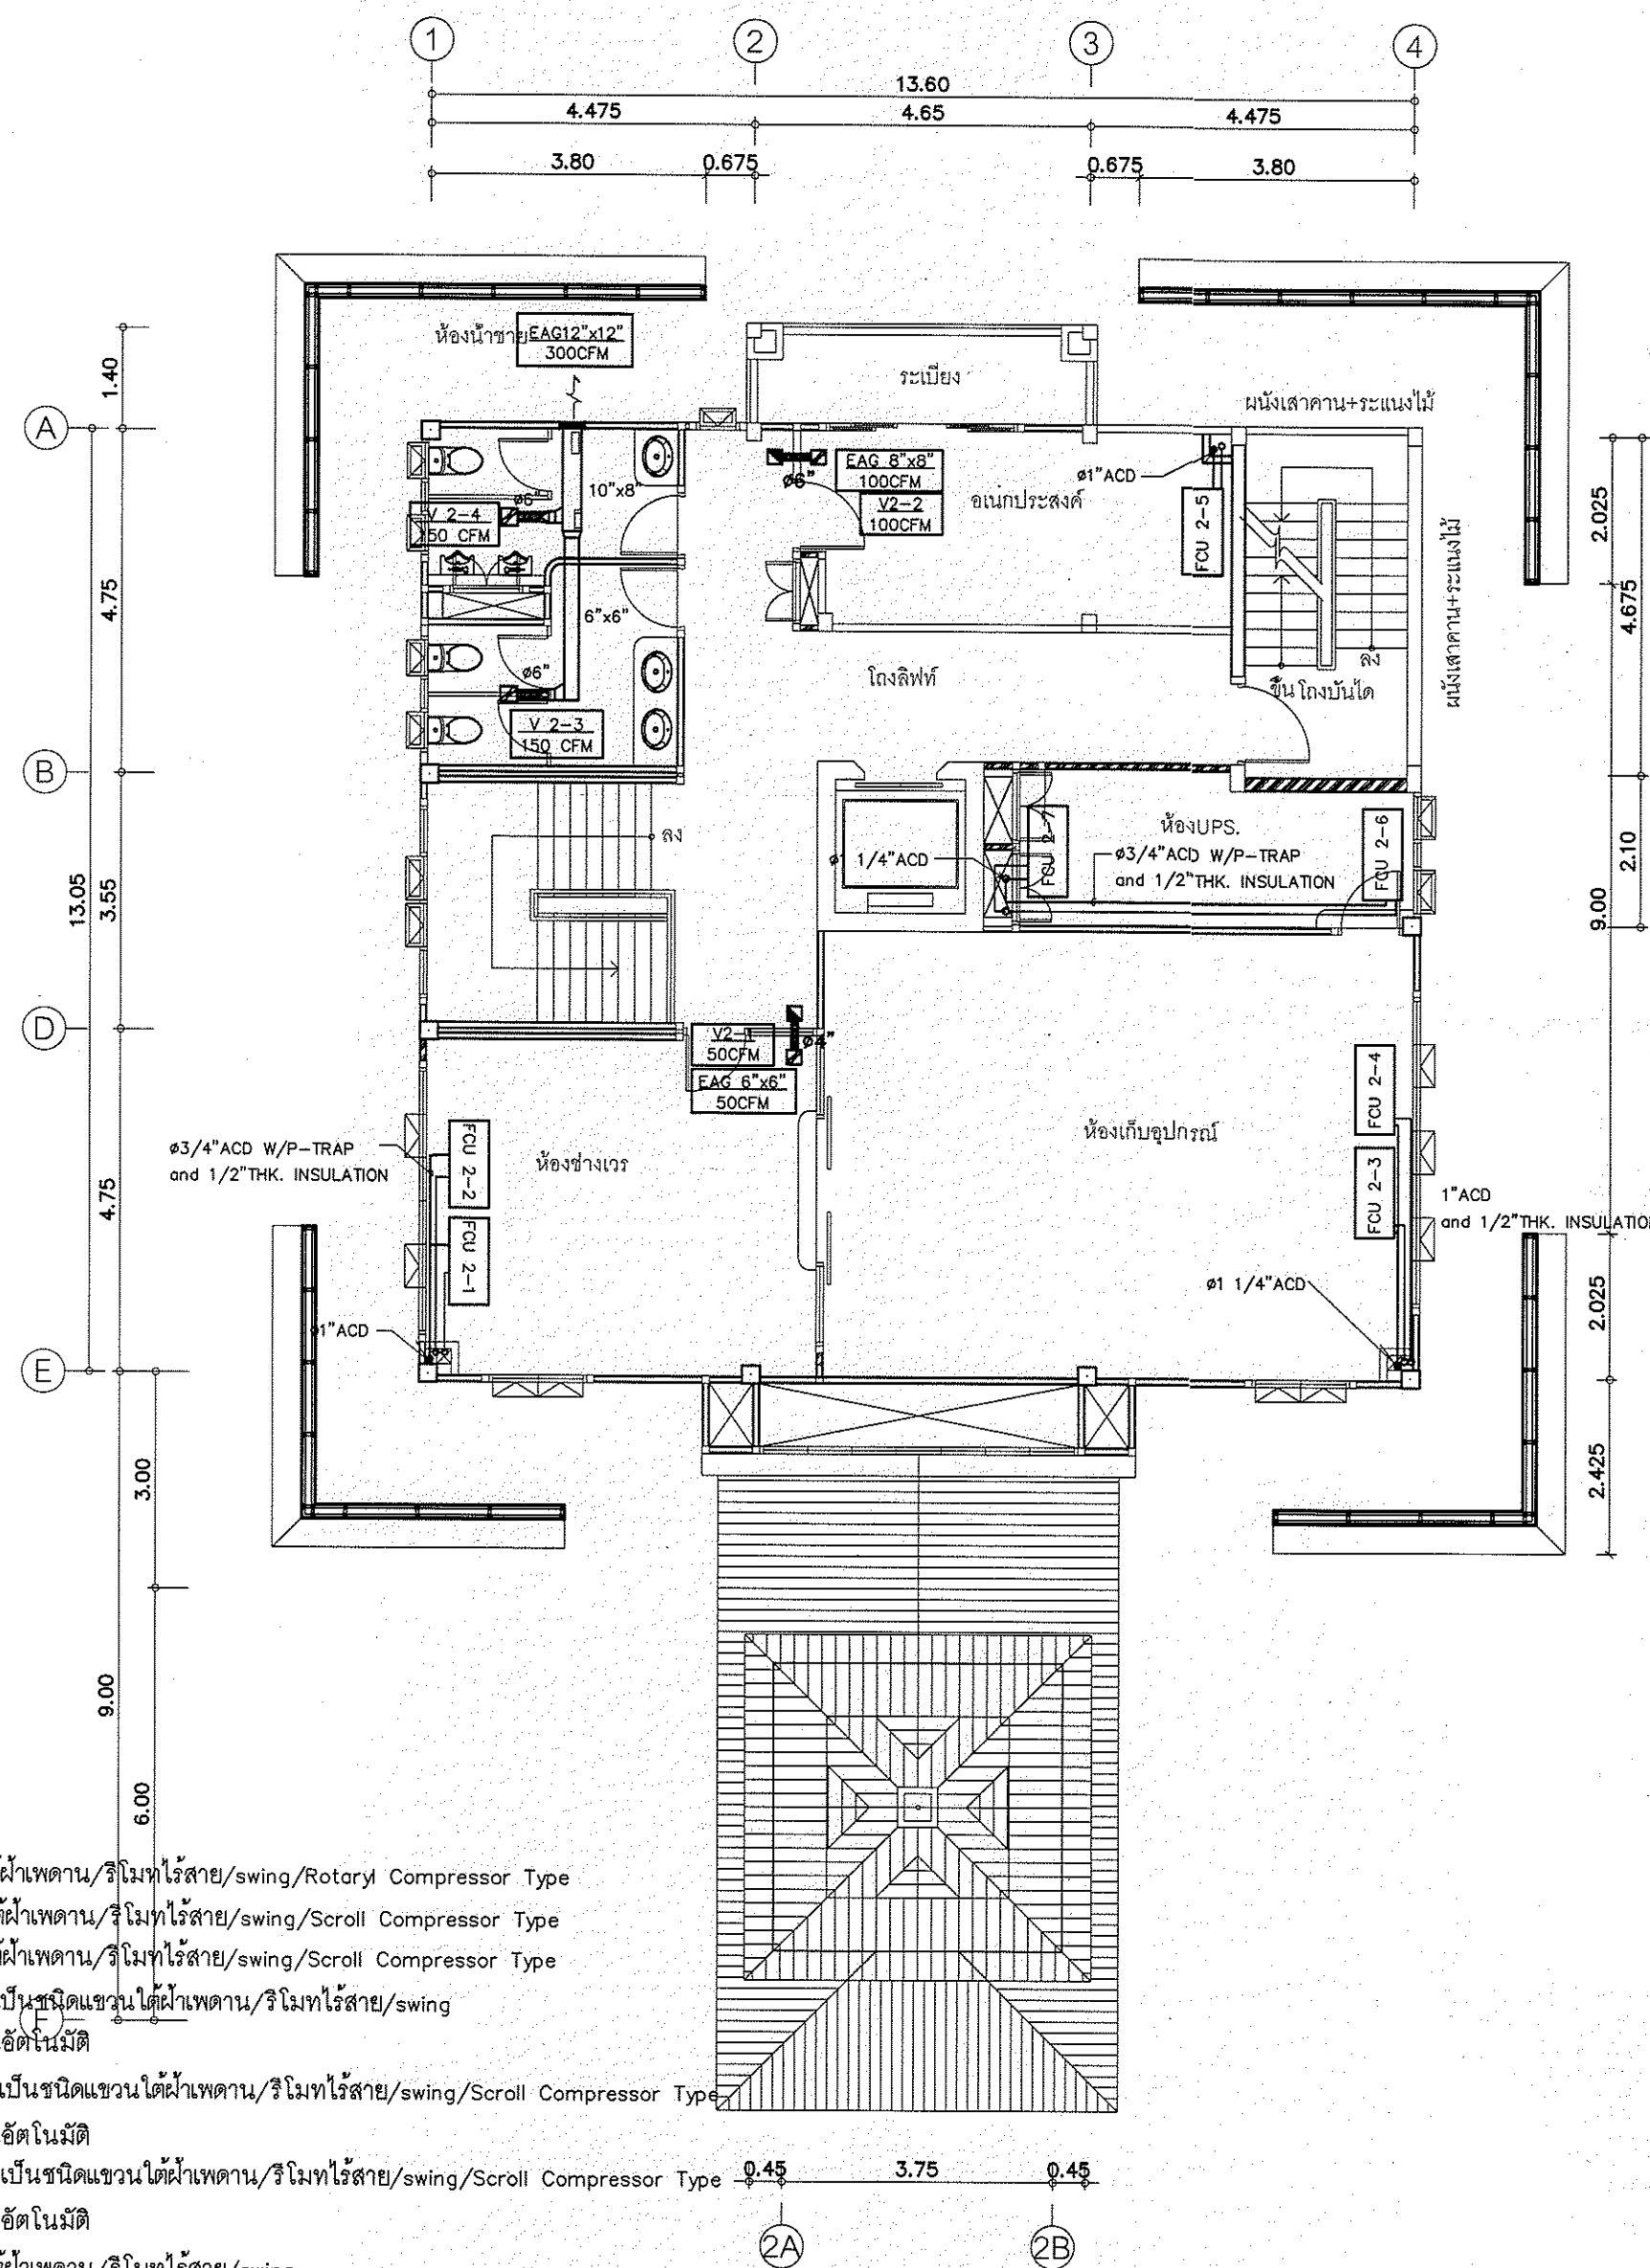 1
2
3
4
13.60
4.475
4.65
4.475
3.80
0.675
0.675
3.80
ห้องน้ำชาย
EAG12"x12"
300CFM
ระเบียง
ผนังเสาคาน+ระแนงไม้
1.40
A
EAG 8"x8"
100CFM
V2-2
100CFM
ø6"
ø1"ACD
FCU 2-5
อเนกประสงค์
10"x8"
ø6"
V 2-4
150 CFM
2.025
ผนังเสาคาน+ระแนงไม้
4.75
4.675
6"x6"
ø6"
โถงลิฟท์
ลง
ขึ้น โถงบันได
V 2-3
150 CFM
B
ลง
ห้องUPS.
FCU 2-7
FCU 2-6
ø1 1/4"ACD
ø3/4"ACD W/P-TRAP
and 1/2"THK. INSULATION
2.10
13.05
3.55
9.00
D
V2-1
50CFM
ø4"
EAG 6"x6"
50CFM
FCU 2-4
ø3/4"ACD W/P-TRAP
and 1/2"THK. INSULATION
FCU 2-2
ห้องช่างเวร
ห้องเก็บอุปกรณ์
FCU 2-3
4.75
1"ACD
and 1/2"THK. INSULATIO
FCU 2-1
ø1 1/4"ACD
2.025
ø1"ACD
E
3.00
2.425
9.00
6.00
ฝ้าเพดาน/รีโมทไร้สาย/swing/Rotaryl Compressor Type
ต้ฝ้าเพดาน/รีโมทไร้สาย/swing/Scroll Compressor Type
ต้ฝ้าเพดาน/รีโมทไร้สาย/swing/Scroll Compressor Type
เป็นชนิดแขวนใต้ฝ้าเพดาน/รีโมทไร้สาย/swing
F
อัตโนมัติ
เป็นชนิดแขวนใต้ฝ้าเพดาน/รีโมทไร้สาย/swing/Scroll Compressor Type
อัตโนมัติ
เป็นชนิดแขวนใต้ฝ้าเพดาน/รีโมทไร้สาย/swing/Scroll Compressor Type
0.45
3.75
0.45
อัตโนมัติ
2A
2B